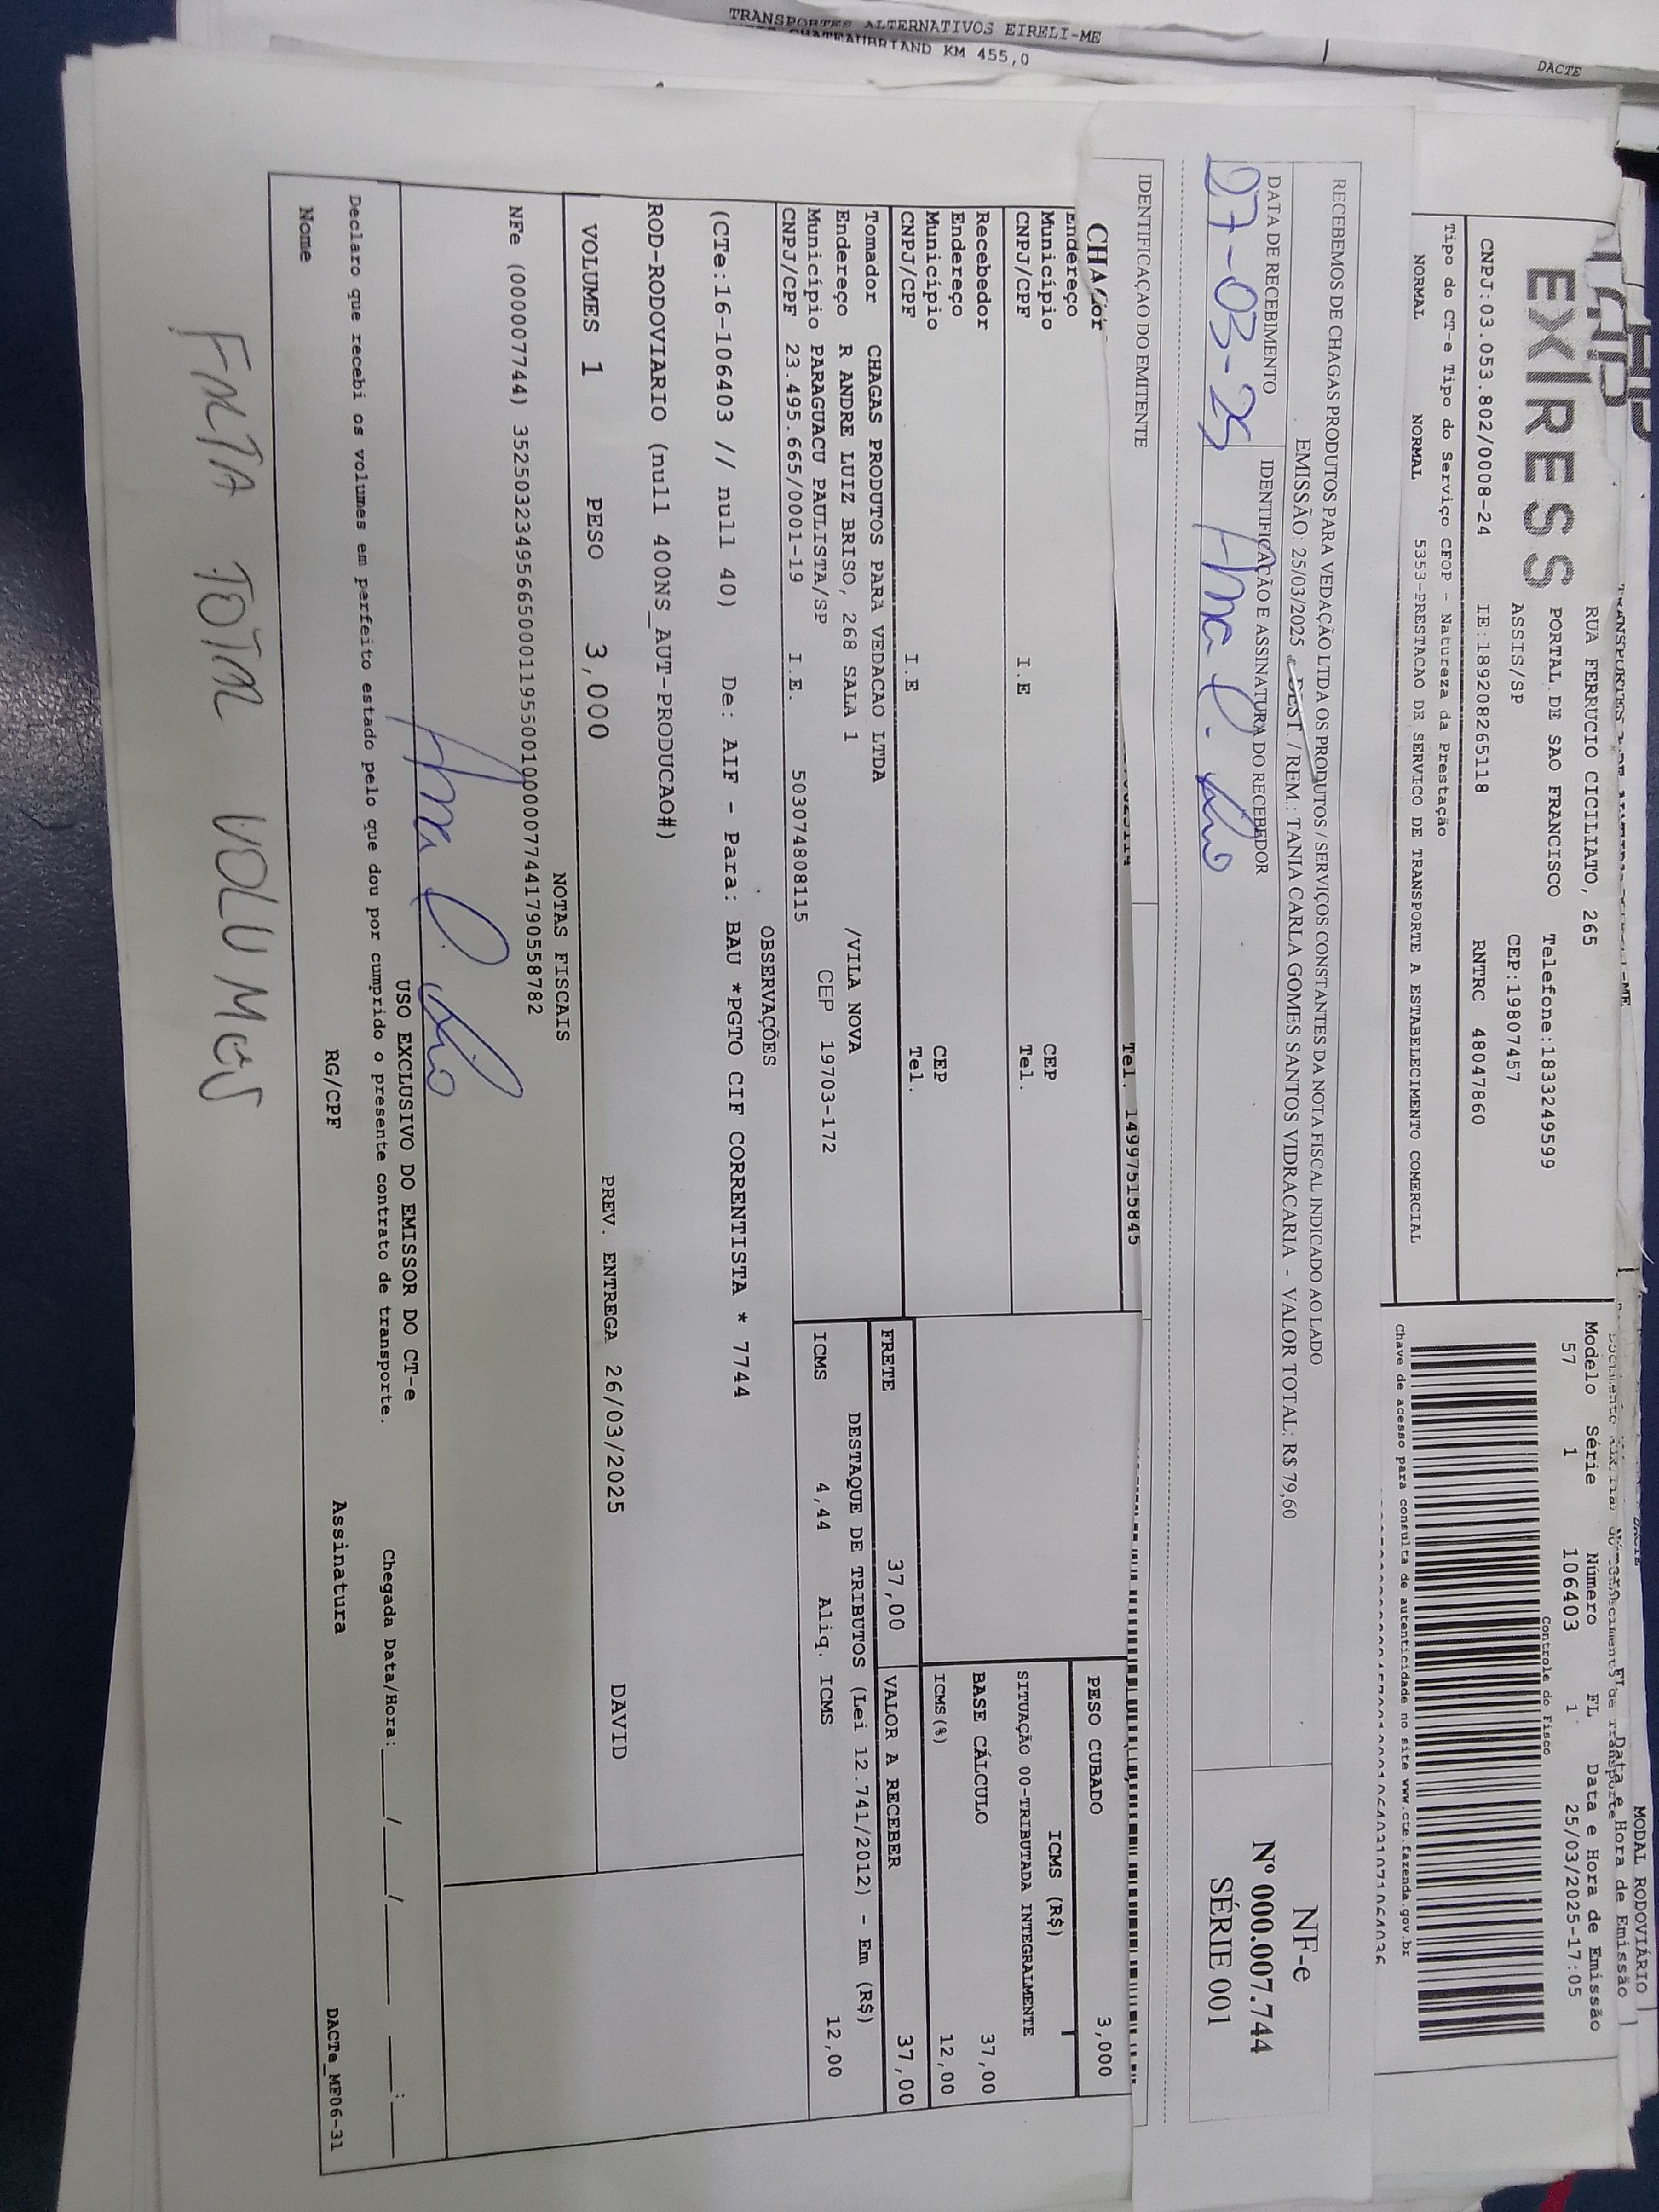 TRANSPORTES ALTERNATIVOS EIRELI-ME
CHATEAUBRIAND KM 455,0
DACTE
MODAL RODOVIÁRIO
Data e Hora de Emissão
EXPRESS
RUA FERRUCIO CICILIATO, 265
PORTAL DE SAO FRANCISCO Telefone:1833249599
ASSIS/SP CEP:19807457
CNPJ:03.053.802/0008-24 IE:189208265118 RNTRC 48047860
Modelo Série Número FL Data e Hora de Emissão
57 1 106403 1 25/03/2025-17:05
Controle do Fisco
Chave de acesso para consulta de autenticidade no site www.cte.fazenda.gov.br
Tipo do CT-e Tipo do Serviço CFOP - Natureza da Prestação
NORMAL NORMAL 5353-PRESTACAO DE SERVICO DE TRANSPORTE A ESTABELECIMENTO COMERCIAL
RECEBEMOS DE CHAGAS PRODUTOS PARA VEDAÇÃO LTDA OS PRODUTOS / SERVIÇOS CONSTANTES DA NOTA FISCAL INDICADO AO LADO
EMISSÃO: 25/03/2025 DEST. / REM.: TANIA CARLA GOMES SANTOS VIDRACARIA - VALOR TOTAL: R$ 79,60
DATA DE RECEBIMENTO IDENTIFICAÇÃO E ASSINATURA DO RECEBEDOR
27-03-25
NF-e
Nº 000.007.744
SÉRIE 001
IDENTIFICAÇAO DO EMITENTE
Tel. 14997515845
Endereço
Município CEP
CNPJ/CPF I.E Tel.
Recebedor
Endereço
Município CEP
CNPJ/CPF I.E Tel.
PESO CUBADO 3,000
ICMS (R$)
SITUAÇÃO 00-TRIBUTADA INTEGRALMENTE
BASE CÁLCULO 37,00
ICMS(%) 12,00
Tomador CHAGAS PRODUTOS PARA VEDACAO LTDA
Endereço R ANDRE LUIZ BRISO, 268 SALA 1 /VILA NOVA
Município PARAGUACU PAULISTA/SP CEP 19703-172
CNPJ/CPF 23.495.665/0001-19 I.E. 503074808115
FRETE 37,00 VALOR A RECEBER 37,00
DESTAQUE DE TRIBUTOS (Lei 12.741/2012) - Em (R$)
ICMS 4,44 Aliq. ICMS 12,00
OBSERVAÇÕES
(CTe:16-106403 // null 40) De: AIF - Para: BAU *PGTO CIF CORRENTISTA * 7744
ROD-RODOVIARIO (null 400NS_AUT-PRODUCAO#)
VOLUMES 1 PESO 3,000 PREV. ENTREGA 26/03/2025 DAVID
NOTAS FISCAIS
NFe (000007744) 35250323495665000119550010000077441790558782
USO EXCLUSIVO DO EMISSOR DO CT-e
Declaro que recebi os volumes em perfeito estado pelo que dou por cumprido o presente contrato de transporte. Chegada Data/Hora:____/____/______ ___:___
Nome RG/CPF Assinatura
DACTe_MF06-31
FALTA TOTAL VOLUMES